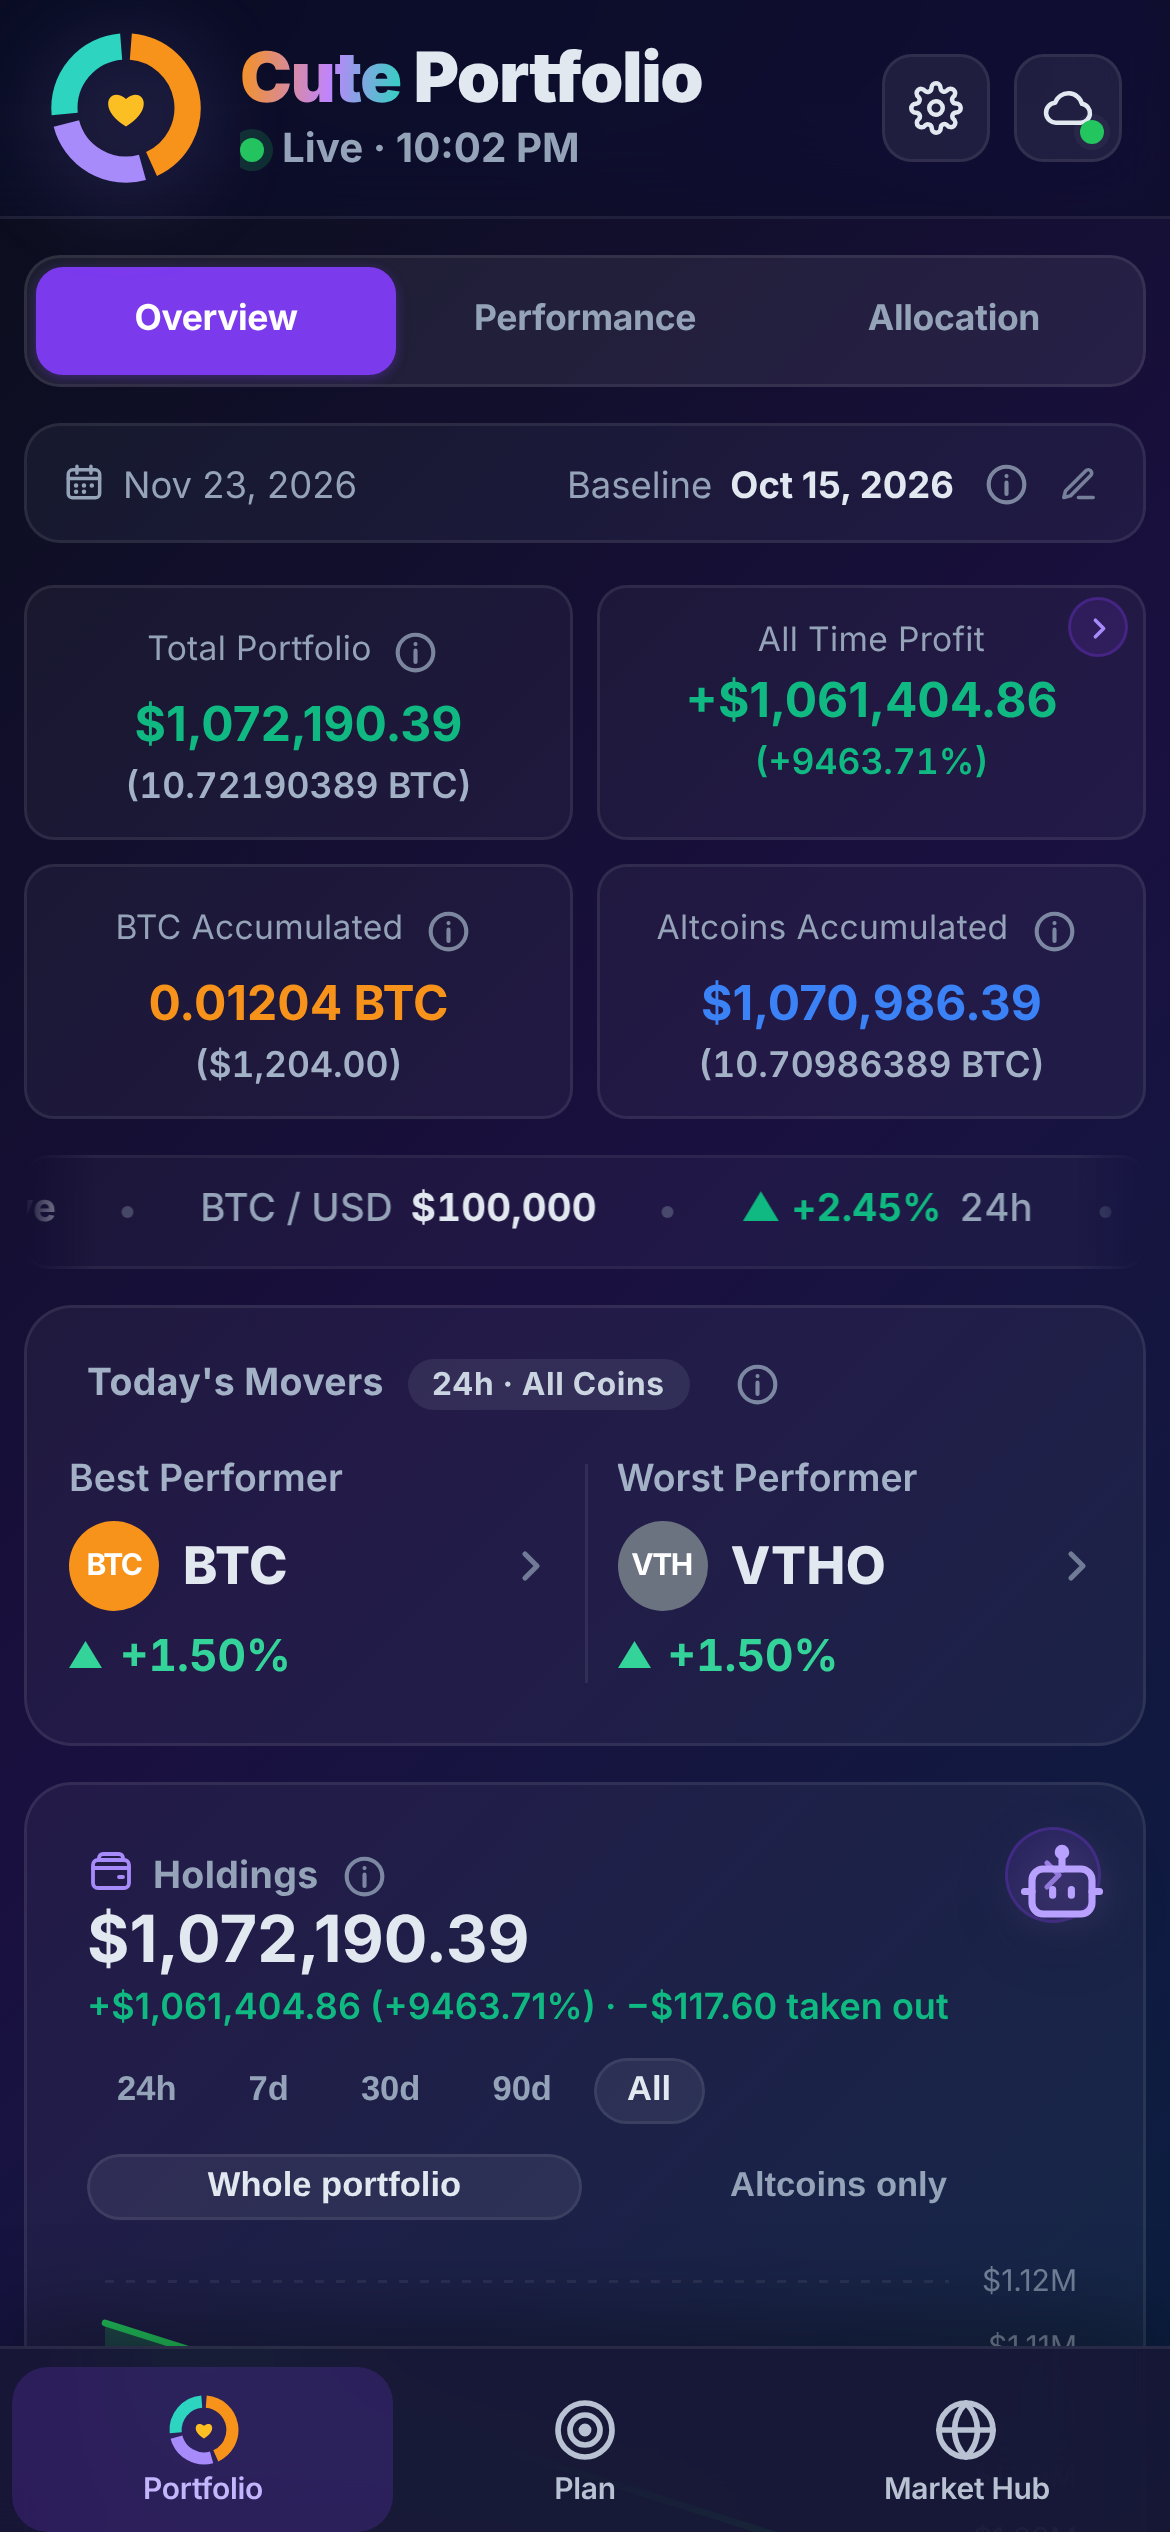 Cute Portfolio
Live · 10:02 PM
Overview Performance Allocation
Nov 23, 2026 Baseline Oct 15, 2026
Total Portfolio
$1,072,190.39
(10.72190389 BTC)
All Time Profit
+$1,061,404.86
(+9463.71%)
BTC Accumulated
0.01204 BTC
($1,204.00)
Altcoins Accumulated
$1,070,986.39
(10.70986389 BTC)
BTC / USD $100,000 • ▲ +2.45% 24h •
Today's Movers 24h · All Coins
Best Performer
BTC BTC
▲ +1.50%
Worst Performer
VTH VTHO
▲ +1.50%
Holdings
$1,072,190.39
+$1,061,404.86 (+9463.71%) · −$117.60 taken out
24h 7d 30d 90d All
Whole portfolio Altcoins only
$1.12M
$1.11M
Portfolio Plan Market Hub